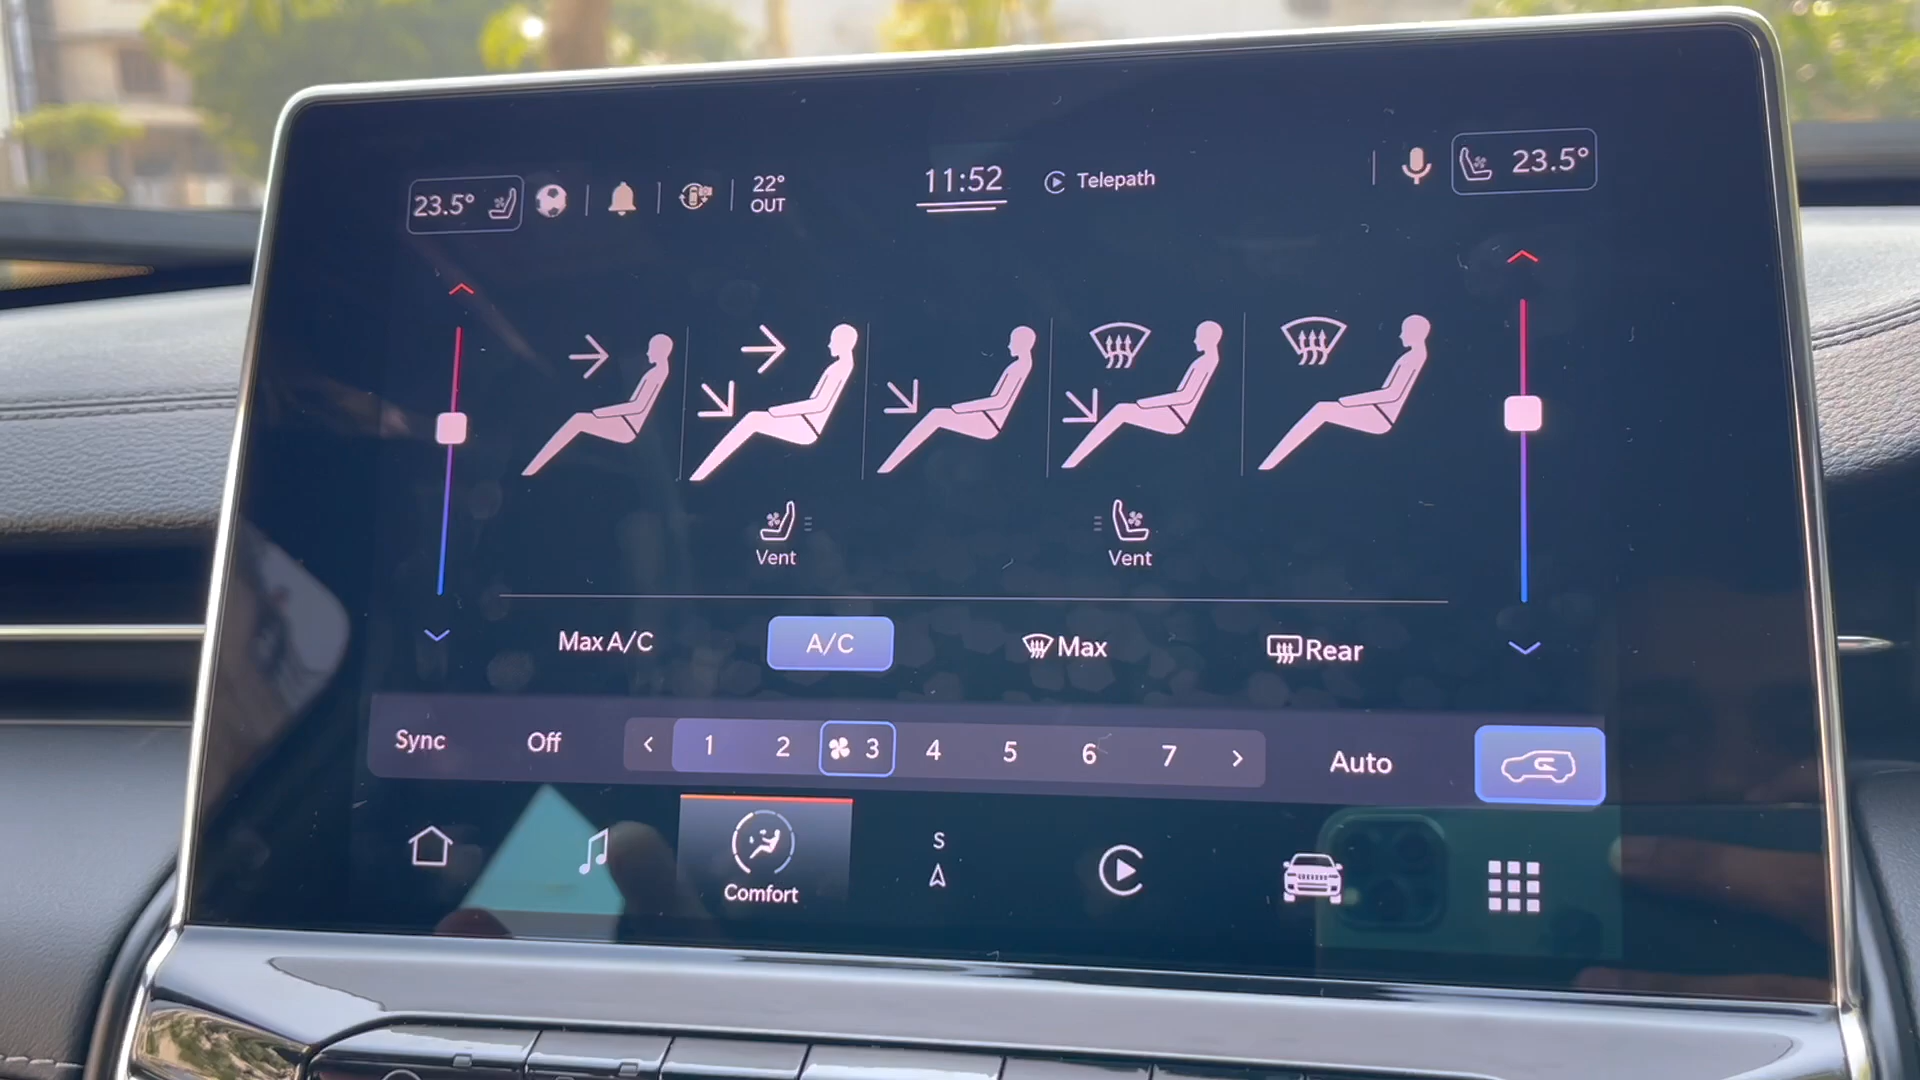 23.5°
22°
OUT
11:52
Telepath
23.5°
Vent
Vent
Max A/C
A/C
Max
Rear
Sync
Off
< 1 2 3 4 5 6 7 >
Auto
Comfort
S